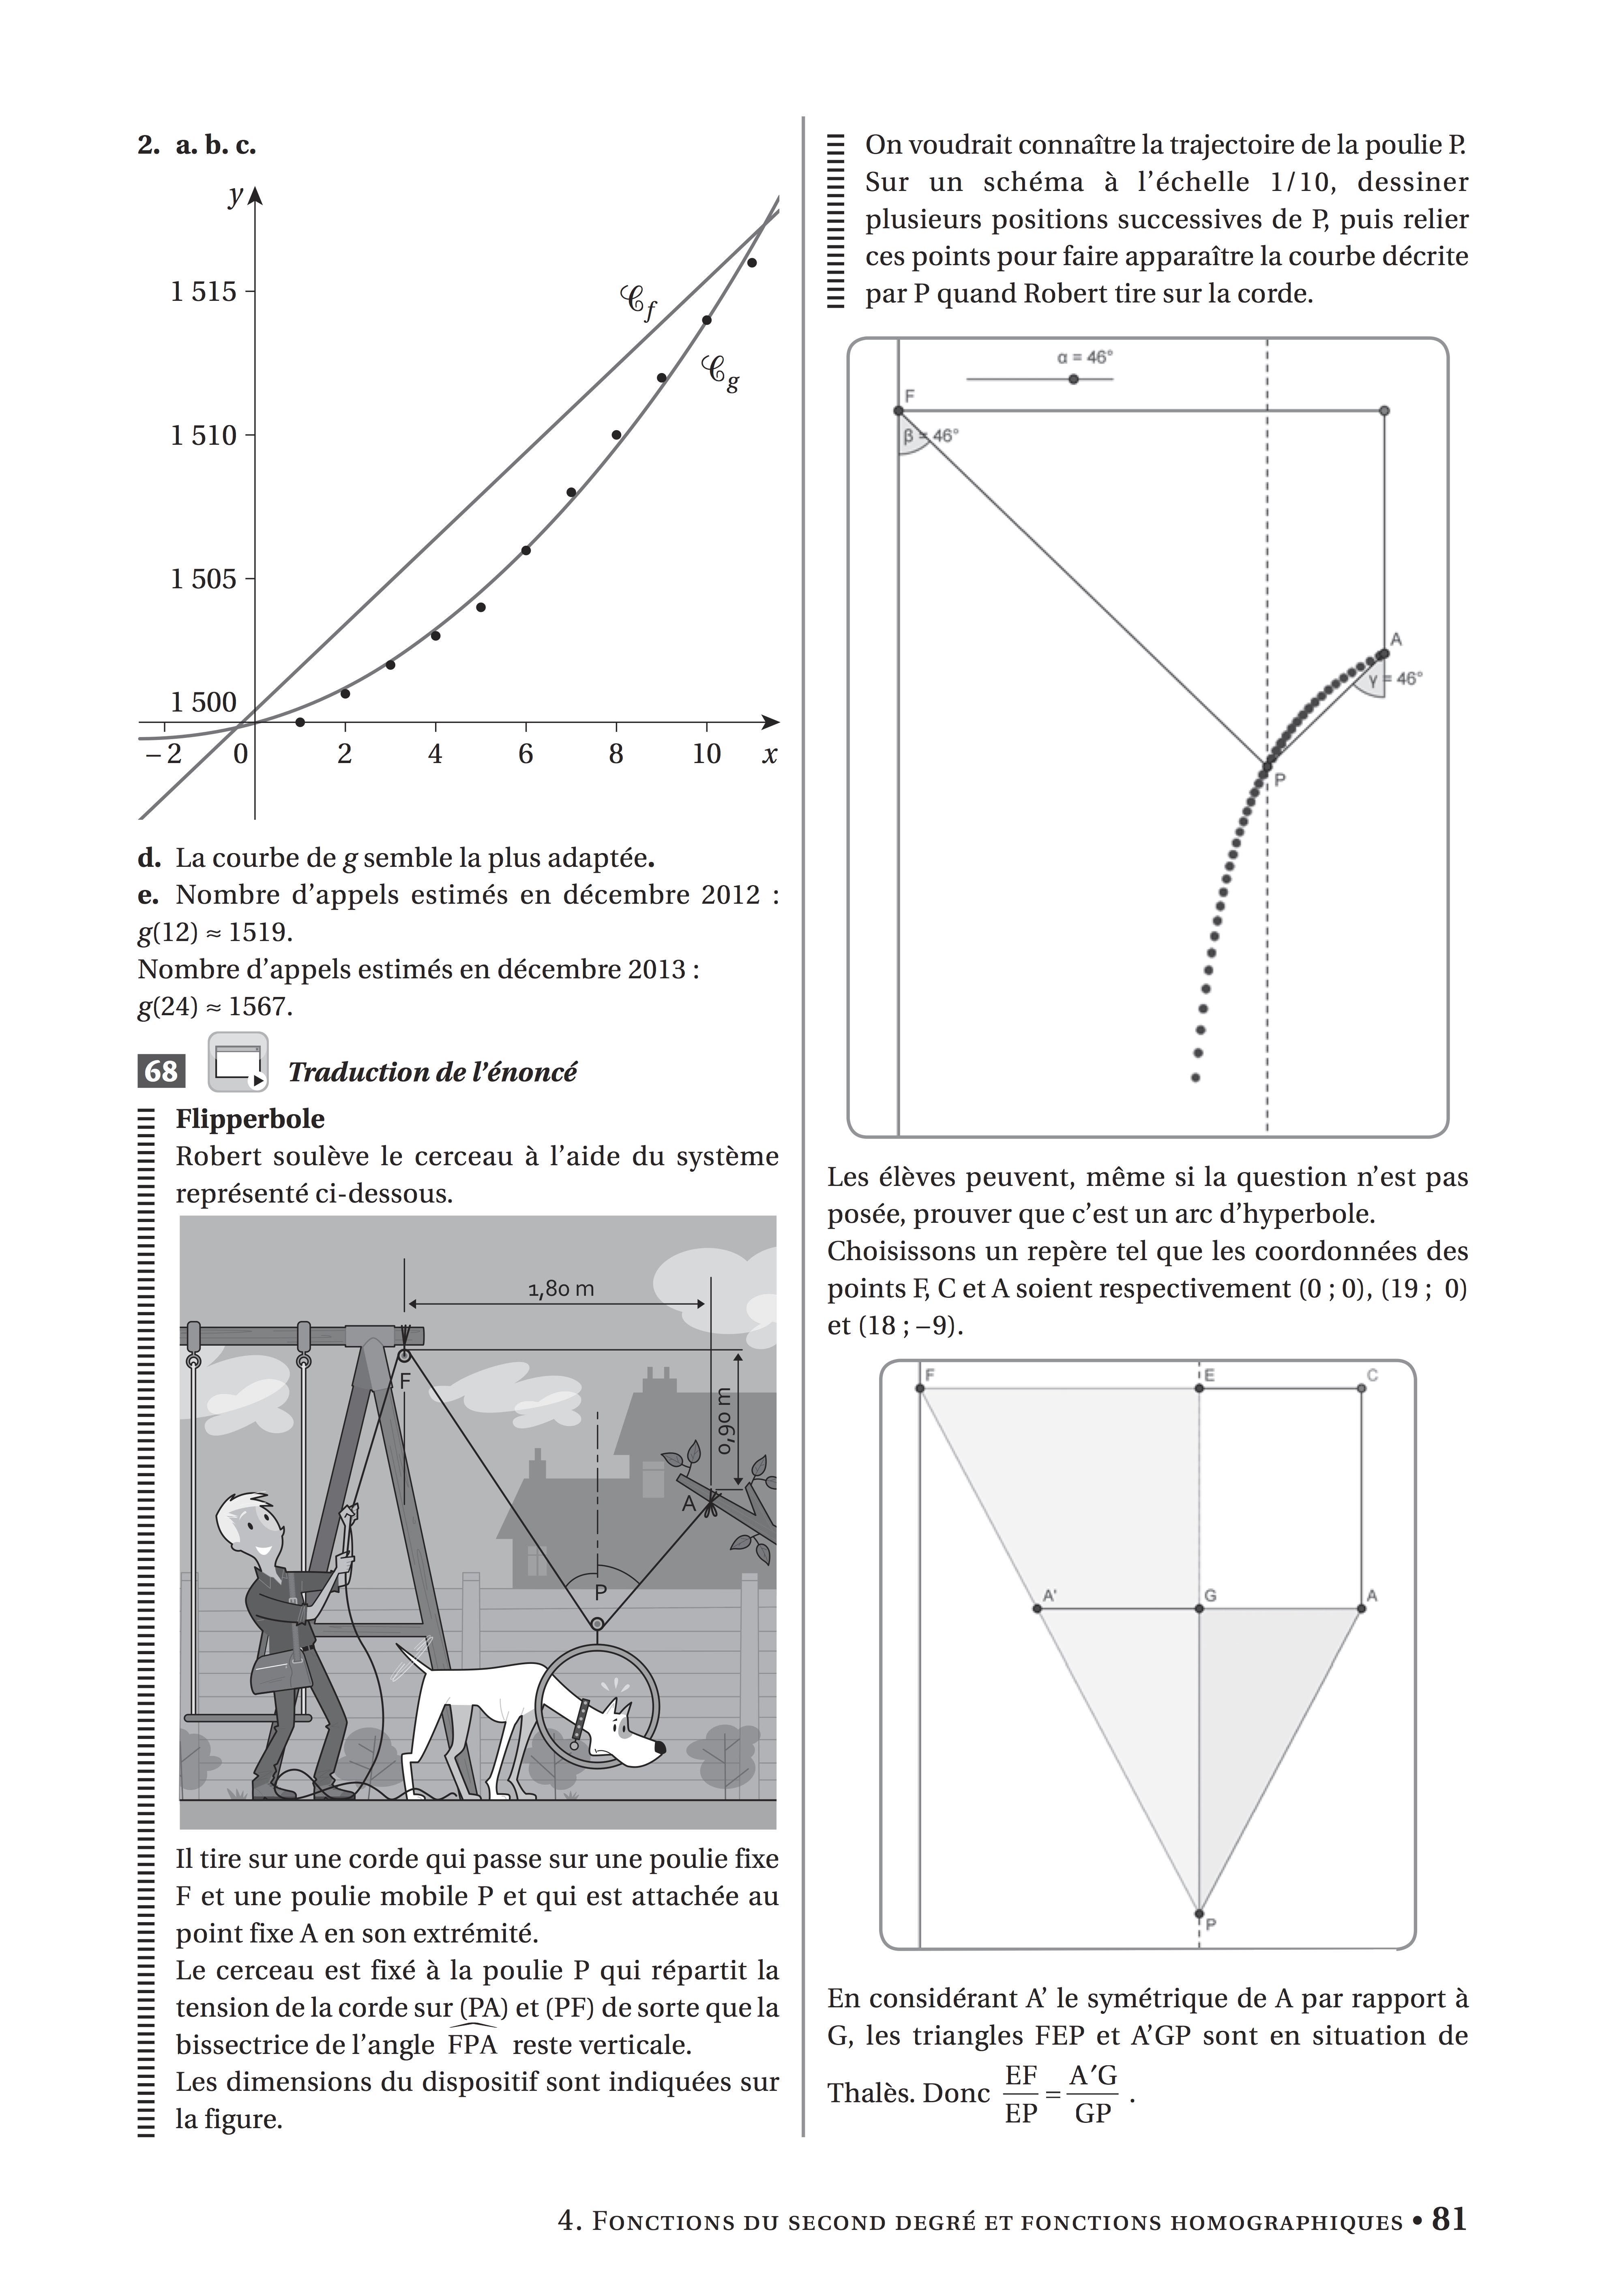 2. a. b. c.
y
1 515
1 510
1 505
1 500
𝒞f
𝒞g
– 2
0
2
4
6
8
10
x
d. La courbe de g semble la plus adaptée.
e. Nombre d’appels estimés en décembre 2012 :
g(12) ≈ 1519.
Nombre d’appels estimés en décembre 2013 :
g(24) ≈ 1567.
68 Traduction de l’énoncé
Flipperbole
Robert soulève le cerceau à l’aide du système
représenté ci-dessous.
1,80 m
F
0,90 m
A
P
Il tire sur une corde qui passe sur une poulie fixe
F et une poulie mobile P et qui est attachée au
point fixe A en son extrémité.
Le cerceau est fixé à la poulie P qui répartit la
tension de la corde sur (PA) et (PF) de sorte que la
bissectrice de l’angle FPA reste verticale.
Les dimensions du dispositif sont indiquées sur
la figure.
On voudrait connaître la trajectoire de la poulie P.
Sur un schéma à l’échelle 1/10, dessiner
plusieurs positions successives de P, puis relier
ces points pour faire apparaître la courbe décrite
par P quand Robert tire sur la corde.
α = 46°
F
β = 46°
A
γ = 46°
P
Les élèves peuvent, même si la question n’est pas
posée, prouver que c’est un arc d’hyperbole.
Choisissons un repère tel que les coordonnées des
points F, C et A soient respectivement (0 ; 0), (19 ; 0)
et (18 ; –9).
F
E
C
A'
G
A
P
En considérant A’ le symétrique de A par rapport à
G, les triangles FEP et A’GP sont en situation de
Thalès. Donc EF/EP = A′G/GP .
4. Fonctions du second degré et fonctions homographiques • 81